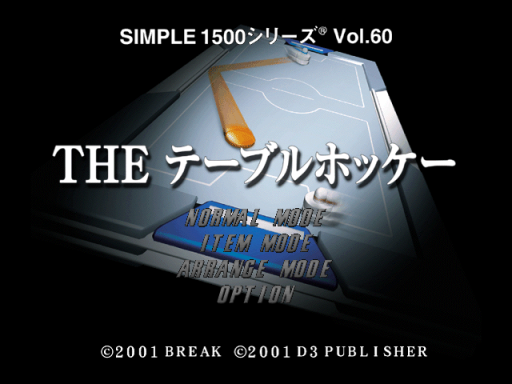 SIMPLE 1500シリーズ® Vol.60
THE テーブルホッケー
NORMAL MODE
ITEM MODE
ARRANGE MODE
OPTION
©2001 BREAK ©2001 D3 PUBLISHER